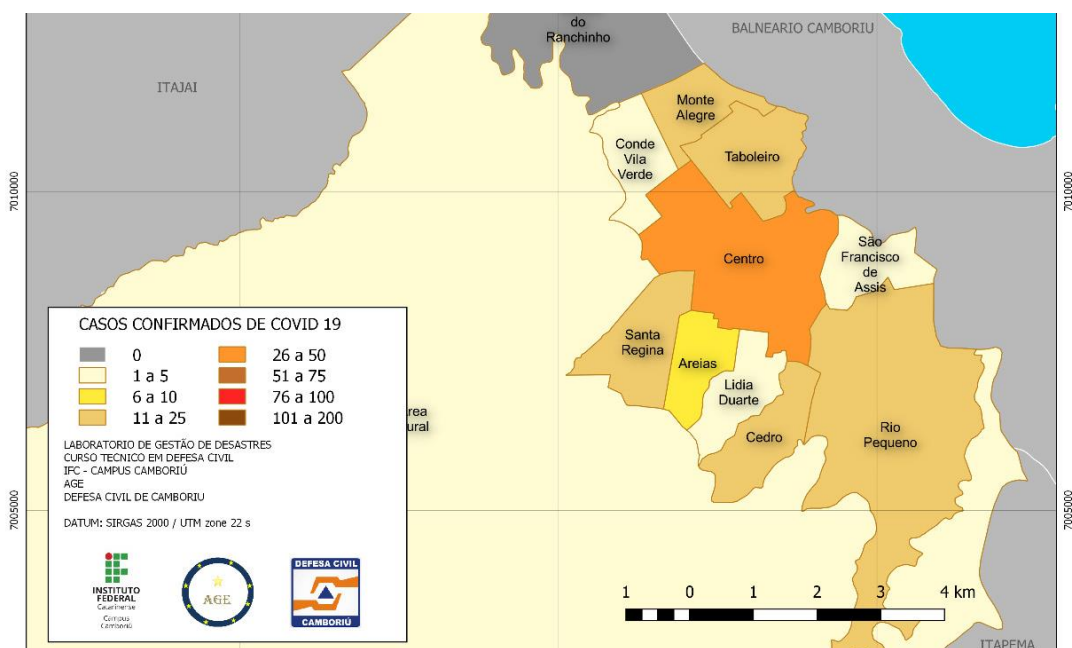 do
Ranchinho
BALNEARIO CAMBORIU
ITAJAI
Monte
Alegre
Conde
Vila
Verde
Taboleiro
7010000
7010000
São
Francisco
de
Assis
Centro
Santa
Regina
Areias
Lidia
Duarte
Cedro
Rio
Pequeno
CASOS CONFIRMADOS DE COVID 19
0
1 a 5
6 a 10
11 a 25
26 a 50
51 a 75
76 a 100
101 a 200
LABORATORIO DE GESTÃO DE DESASTRES
CURSO TECNICO EM DEFESA CIVIL
IFC - CAMPUS CAMBORIÚ
AGE
DEFESA CIVIL DE CAMBORIU
DATUM: SIRGAS 2000 / UTM zone 22 s
INSTITUTO
FEDERAL
Catarinense
Campus
Camboriú
AGE
DEFESA CIVIL
CAMBORIÚ
7005000
7005000
1 0 1 2 3 4 km
ITAPEMA